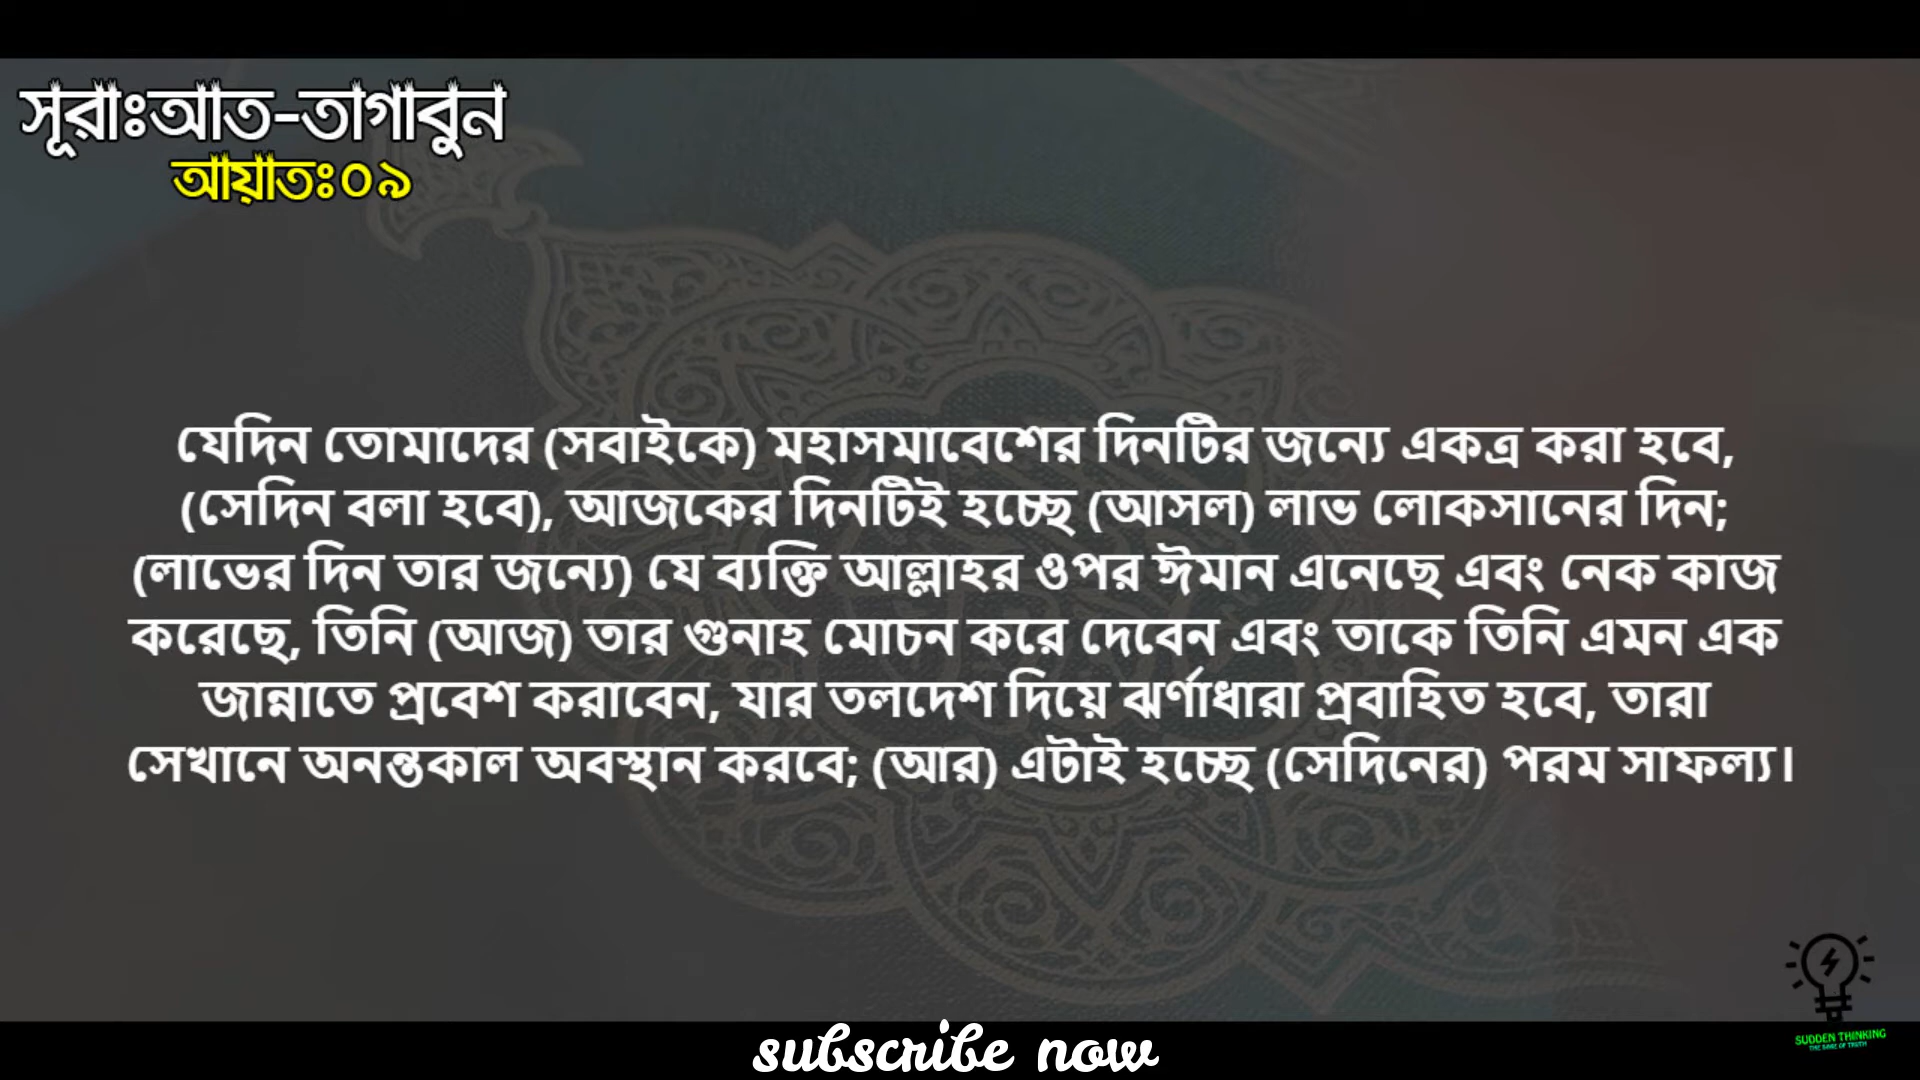 সূরাঃআত-তাগাবুন
আয়াতঃ০৯
যেদিন তোমাদের (সবাইকে) মহাসমাবেশের দিনটির জন্যে একত্র করা হবে,
(সেদিন বলা হবে), আজকের দিনটিই হচ্ছে (আসল) লাভ লোকসানের দিন;
(লাভের দিন তার জন্যে) যে ব্যক্তি আল্লাহর ওপর ঈমান এনেছে এবং নেক কাজ
করেছে, তিনি (আজ) তার গুনাহ মোচন করে দেবেন এবং তাকে তিনি এমন এক
জান্নাতে প্রবেশ করাবেন, যার তলদেশ দিয়ে ঝর্ণাধারা প্রবাহিত হবে, তারা
সেখানে অনন্তকাল অবস্থান করবে; (আর) এটাই হচ্ছে (সেদিনের) পরম সাফল্য।
SUDDEN THINKING
subscribe now